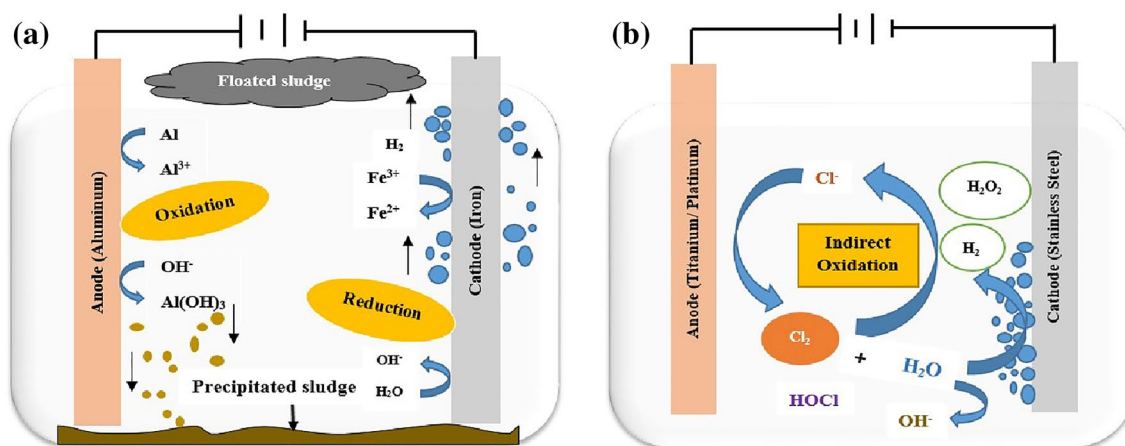 (a)
Floated sludge
Anode (Aluminum)
Al
Al³⁺
Oxidation
OH⁻
Al(OH)₃
Precipitated sludge
H₂
Fe³⁺
Fe²⁺
Reduction
OH⁻
H₂O
Cathode (Iron)
(b)
Anode (Titanium/ Platinum)
Cl⁻
Indirect
Oxidation
Cl₂
+
H₂O
HOCl
OH⁻
H₂O₂
H₂
Cathode (Stainless Steel)